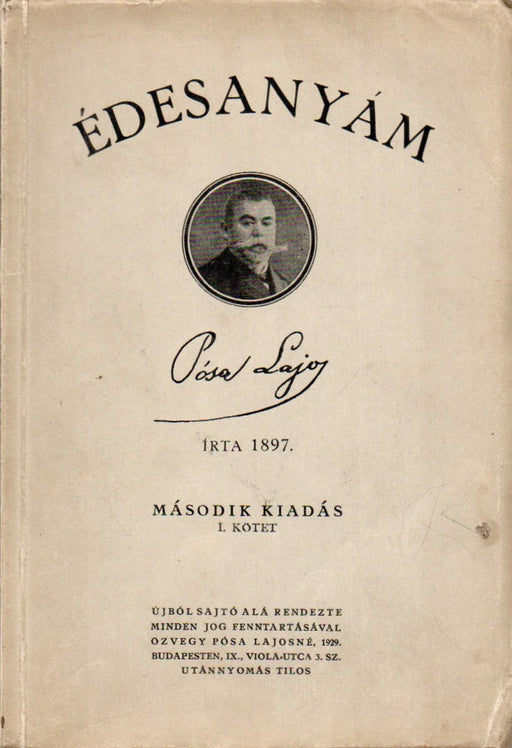 ÉDESANYÁM
Pósa Lajos
ÍRTA 1897.
MÁSODIK KIADÁS
I. KÖTET
ÚJBÓL SAJTÓ ALÁ RENDEZTE
MINDEN JOG FENNTARTÁSÁVAL
ÖZVEGY PÓSA LAJOSNÉ, 1929.
BUDAPESTEN, IX., VIOLA-UTCA 3. SZ.
UTÁNNYOMÁS TILOS